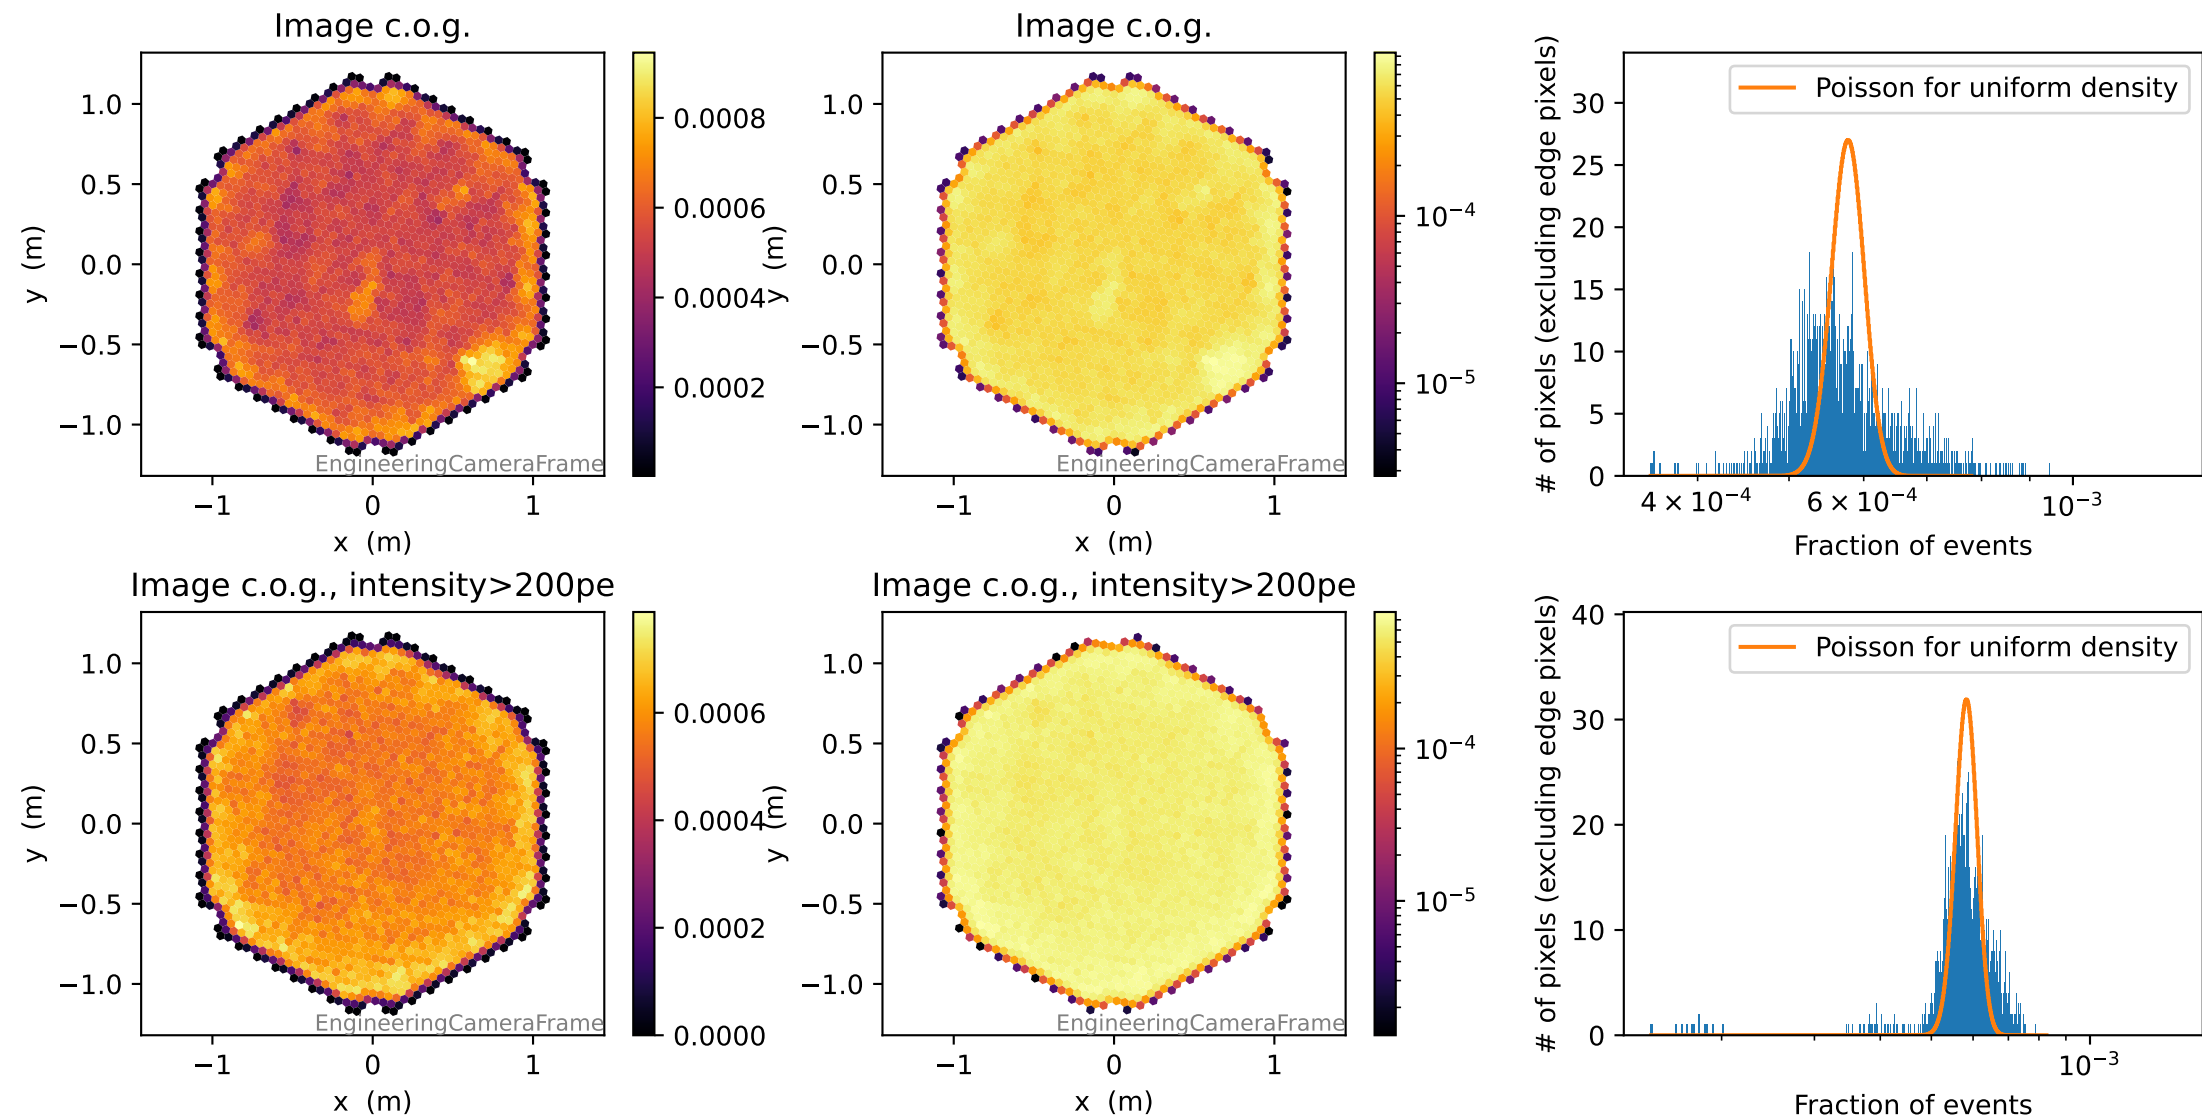 Image c.o.g.
y (m)
1.0
0.5
0.0
−0.5
−1.0
−1
0
1
x (m)
EngineeringCameraFrame
0.0008
0.0006
0.0004
0.0002
Image c.o.g.
y (m)
1.0
0.5
0.0
−0.5
−1.0
−1
0
1
x (m)
EngineeringCameraFrame
10⁻⁴
10⁻⁵
# of pixels (excluding edge pixels)
30
25
20
15
10
5
0
Poisson for uniform density
4 × 10⁻⁴
6 × 10⁻⁴
10⁻³
Fraction of events
Image c.o.g., intensity>200pe
y (m)
1.0
0.5
0.0
−0.5
−1.0
−1
0
1
x (m)
EngineeringCameraFrame
0.0006
0.0004
0.0002
0.0000
Image c.o.g., intensity>200pe
y (m)
1.0
0.5
0.0
−0.5
−1.0
−1
0
1
x (m)
EngineeringCameraFrame
10⁻⁴
10⁻⁵
# of pixels (excluding edge pixels)
40
30
20
10
0
Poisson for uniform density
10⁻³
Fraction of events